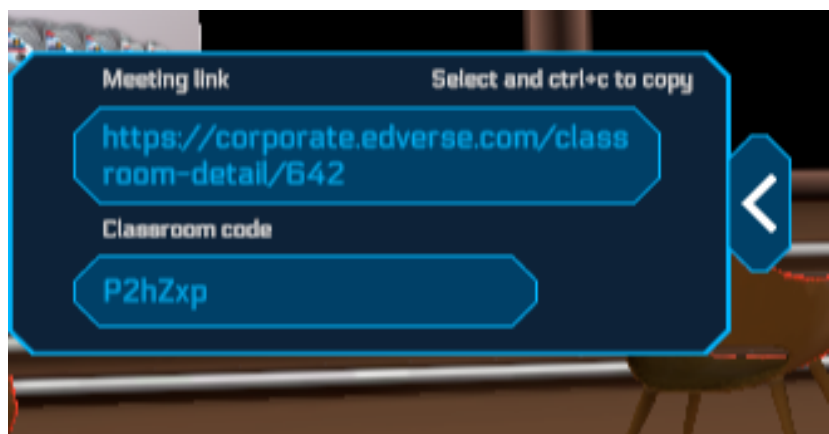 Meeting link
Select and ctrl+c to copy
https://corporate.edverse.com/class
room-detail/642
Classroom code
P2hZxp